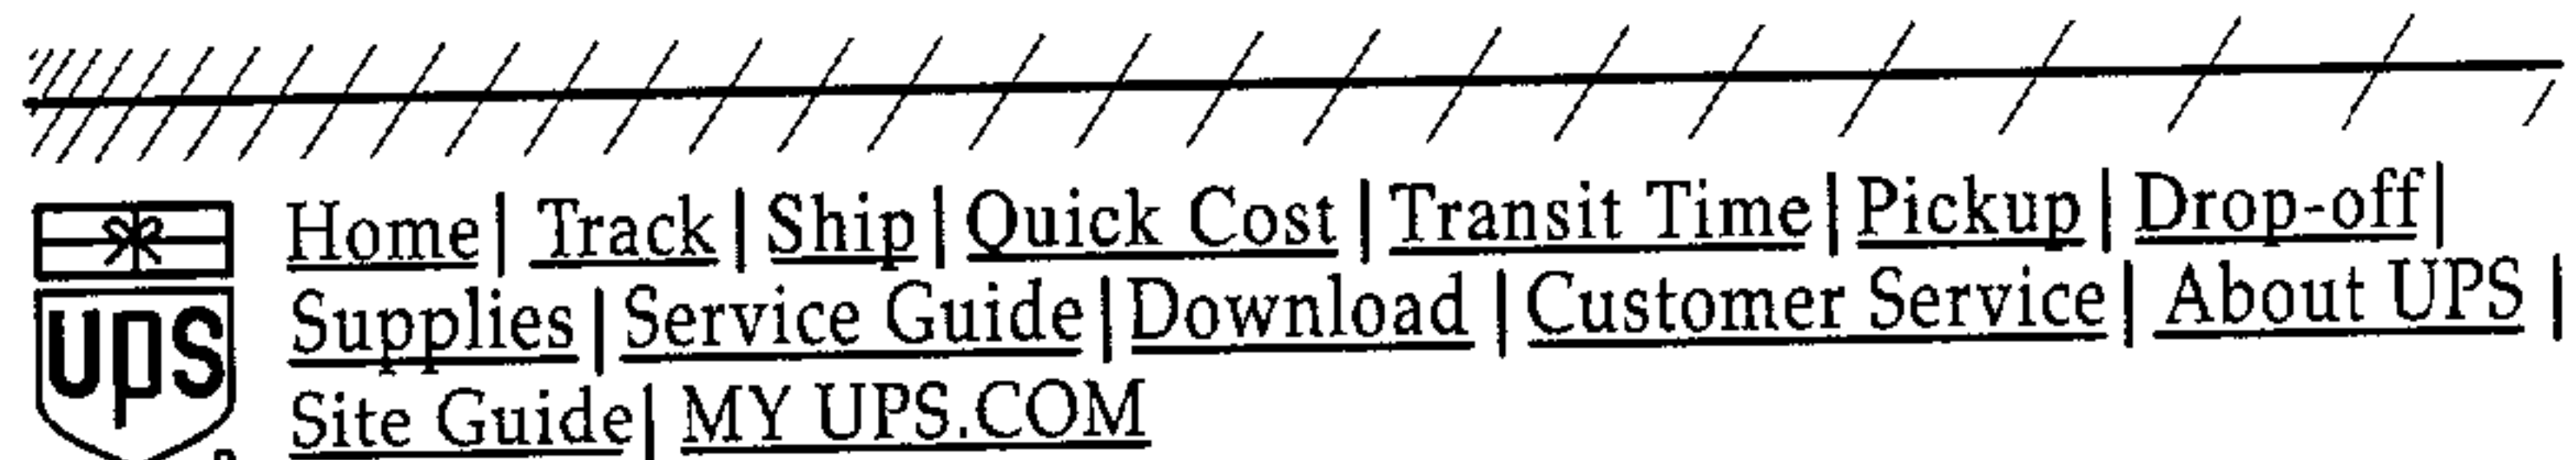 Home| Track | Ship | Quick Cost | Transit Time | Pickup | Drop-off|
Supplies | Service Guide | Download | Customer Service | About UPS |
Site Guide| MY UPS.COM
ups